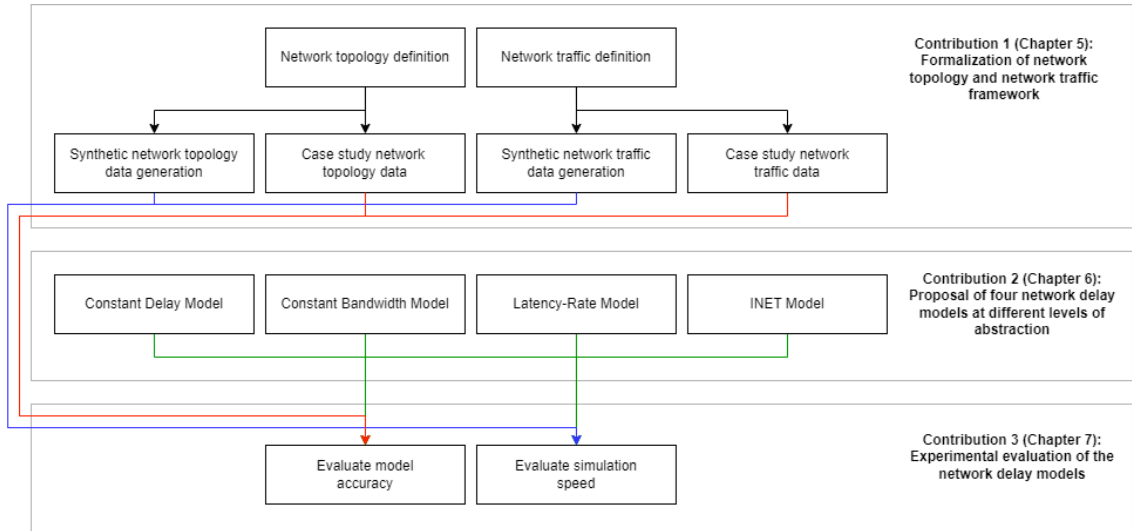 Network topology definition
Network traffic definition
Contribution 1 (Chapter 5):
Formalization of network
topology and network traffic
framework
Synthetic network topology
data generation
Case study network
topology data
Synthetic network traffic
data generation
Case study network
traffic data
Constant Delay Model
Constant Bandwidth Model
Latency-Rate Model
INET Model
Contribution 2 (Chapter 6):
Proposal of four network delay
models at different levels of
abstraction
Evaluate model
accuracy
Evaluate simulation
speed
Contribution 3 (Chapter 7):
Experimental evaluation of the
network delay models